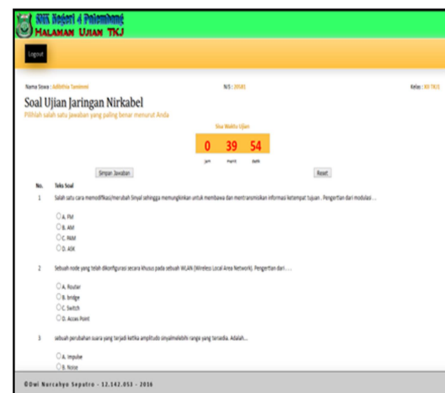 SMK Negeri 4 Palembang
HALAMAN UJIAN TKJ
Logout
Nama Siswa :
NIS :
Kelas : XII TKJ1
Soal Ujian Jaringan Nirkabel
Pilihlah salah satu jawaban yang paling benar menurut Anda
Sisa Waktu Ujian
0 39 54
jam menit detik
Simpan Jawaban
Reset
No. Teks Soal
1 Salah satu cara memodifikasi/merubah Sinyal sehingga memungkinkan untuk membawa dan mentransmisikan informasi ketempat tujuan . Pengertian dari modulasi ...
A. FM
B. AM
C. PAM
D. ASK
2 Sebuah node yang telah dikonfigurasi secara khusus pada sebuah WLAN (Wireless Local Area Network). Pengertian dari ....
A. Router
B. bridge
C. Switch
D. Acces Point
3 sebuah perubahan suara yang terjadi ketika amplitudo sinyalmelebihi range yang tersedia. Adalah...
A. Impulse
B. Noise
©Dwi Narcahyo Saputro - 12.142.053 - 2016